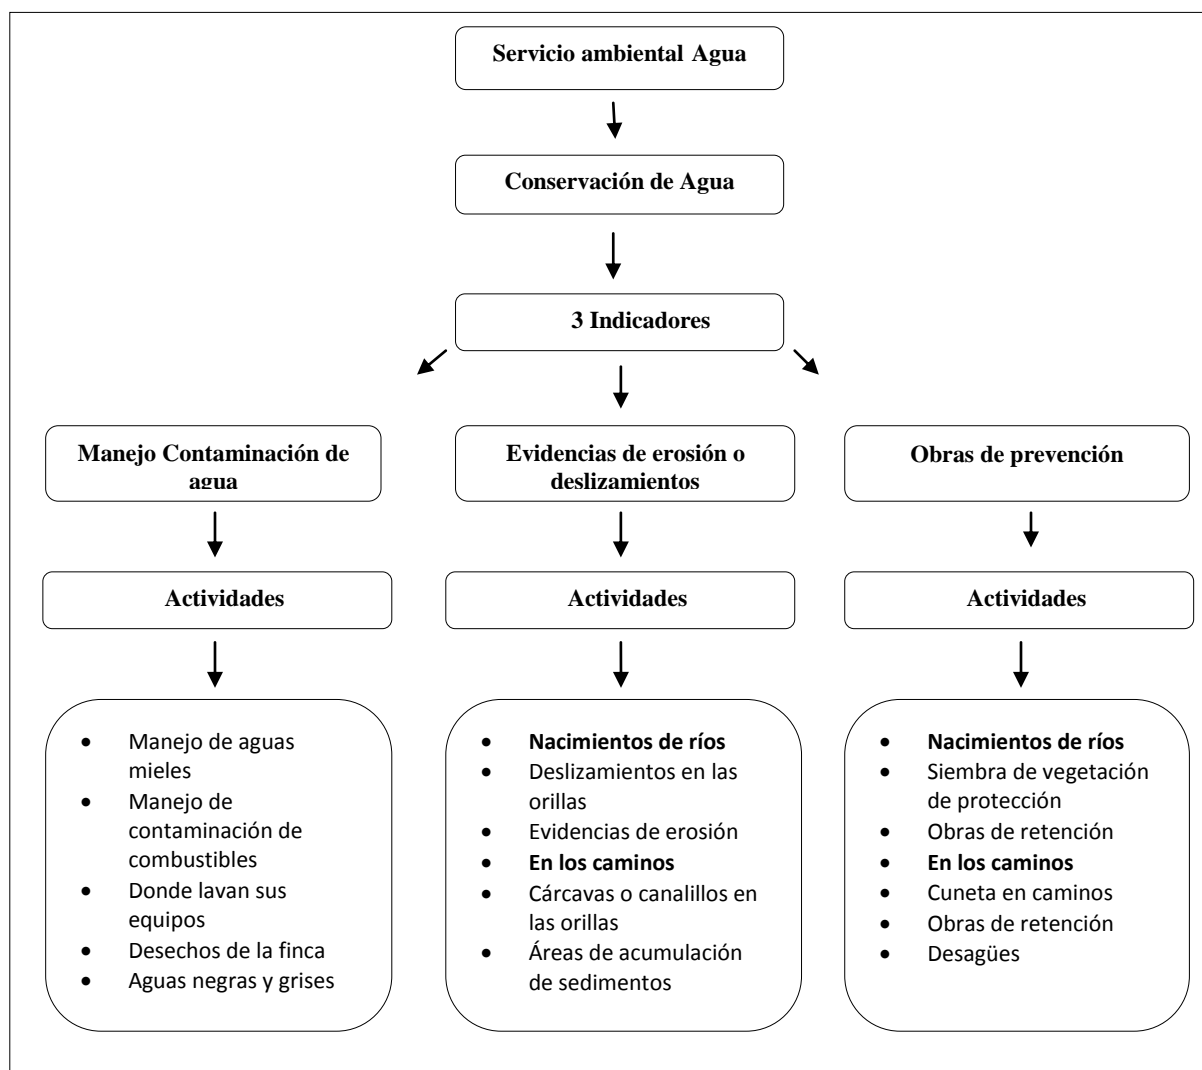 Servicio ambiental Agua
Conservación de Agua
3 Indicadores
Manejo Contaminación de
agua
Evidencias de erosión o
deslizamientos
Obras de prevención
Actividades
Actividades
Actividades
• Manejo de aguas
mieles
• Manejo de
contaminación de
combustibles
• Donde lavan sus
equipos
• Desechos de la finca
• Aguas negras y grises
• Nacimientos de ríos
• Deslizamientos en las
orillas
• Evidencias de erosión
• En los caminos
• Cárcavas o canalillos en
las orillas
• Áreas de acumulación
de sedimentos
• Nacimientos de ríos
• Siembra de vegetación
de protección
• Obras de retención
• En los caminos
• Cuneta en caminos
• Obras de retención
• Desagües